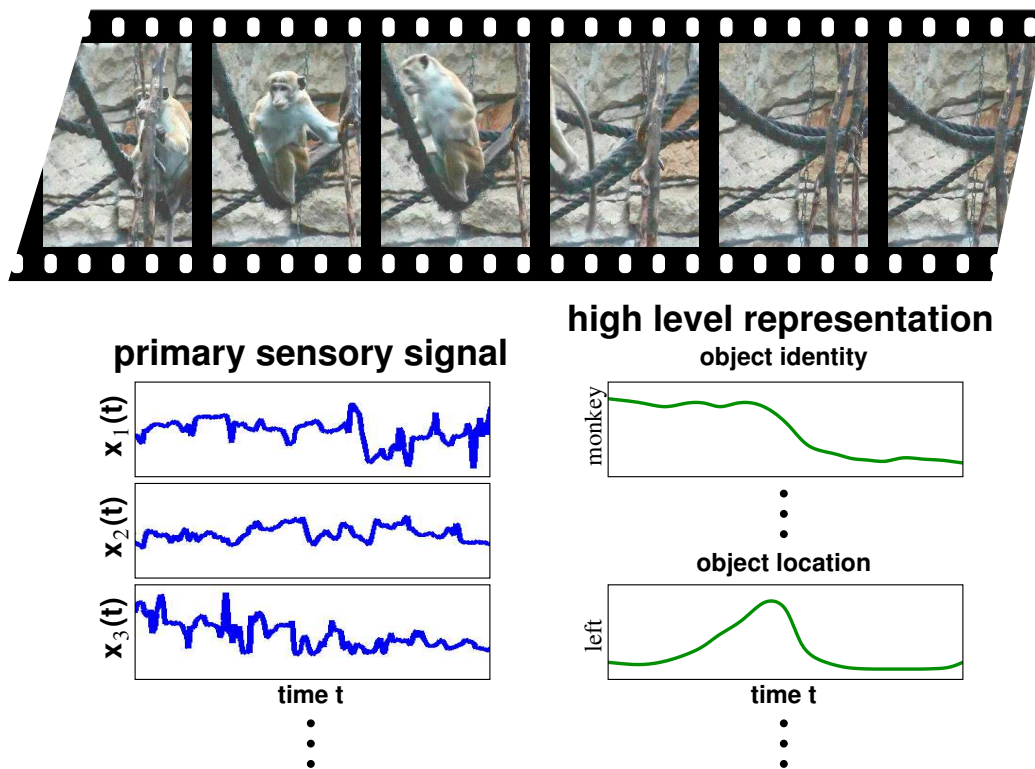 high level representation
primary sensory signal
object identity
x₁(t)
monkey
x₂(t)
object location
x₃(t)
left
time t
time t